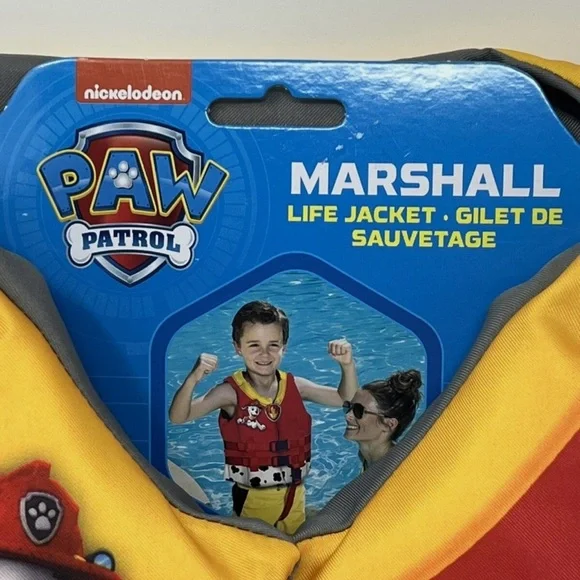 nickelodeon
PAW
PATROL
MARSHALL
LIFE JACKET • GILET DE
SAUVETAGE